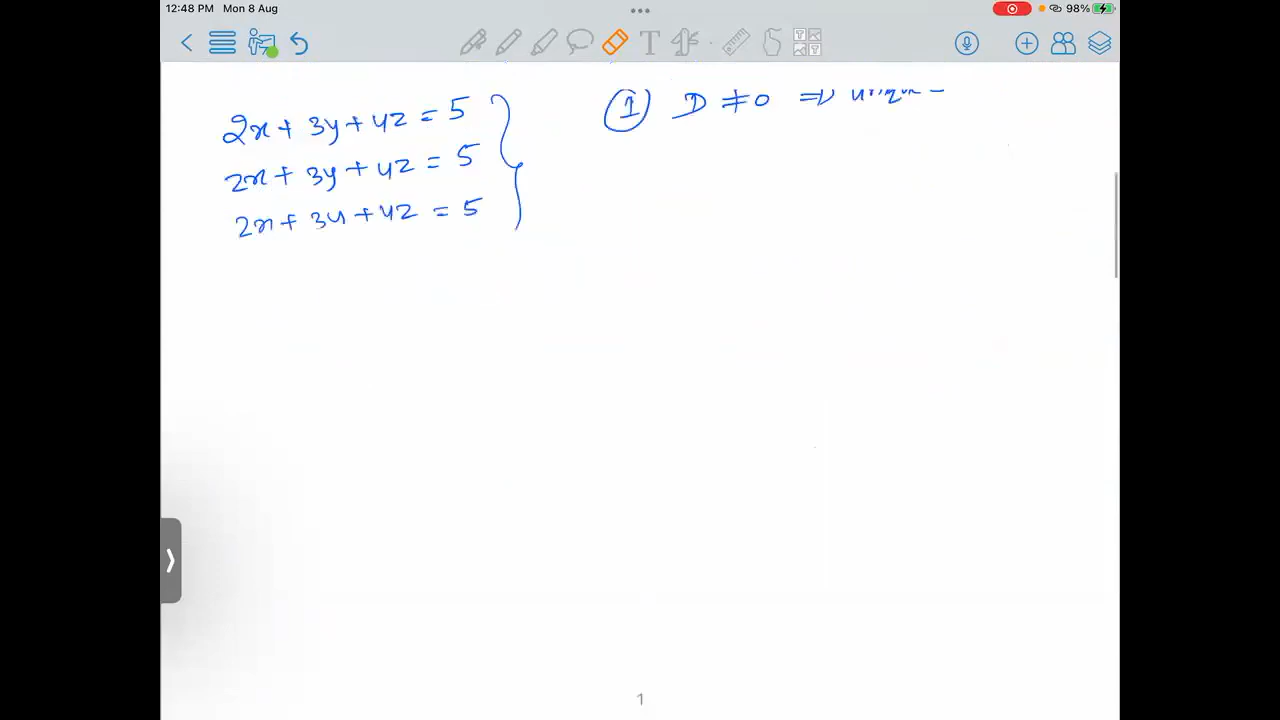 12:48 PM Mon 8 Aug
98%
T
2x + 3y + 4z = 5
2x + 3y + 4z = 5
2x + 3y + 4z = 5
① D ≠ 0 ⇒
1